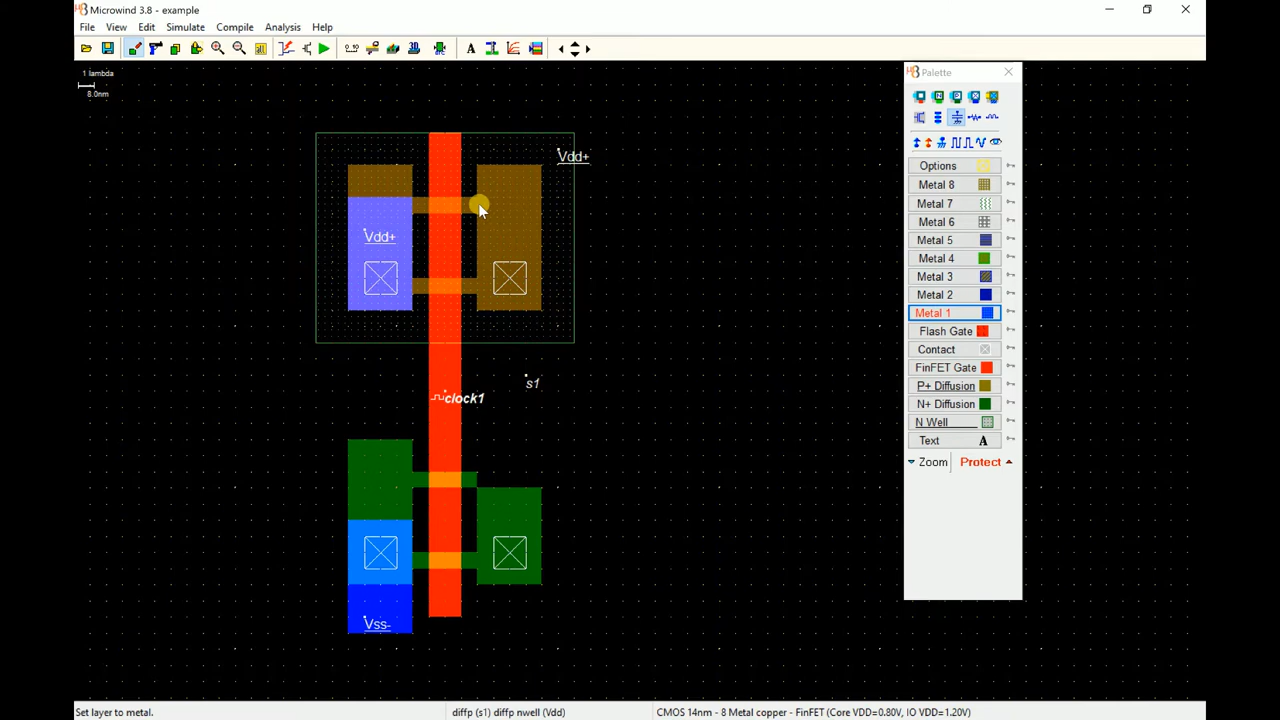 Microwind 3.8 - example
File View Edit Simulate Compile Analysis Help
1 lambda
8.0nm
Palette
Options
Metal 8
Metal 7
Metal 6
Metal 5
Metal 4
Metal 3
Metal 2
Metal 1
Flash Gate
Contact
FinFET Gate
P+ Diffusion
N+ Diffusion
N Well
Text A
Zoom Protect
Vdd+
Vdd+
s1
clock1
Vss-
Set layer to metal. diffp (s1) diffp nwell (Vdd) CMOS 14nm - 8 Metal copper - FinFET (Core VDD=0.80V, IO VDD=1.20V)